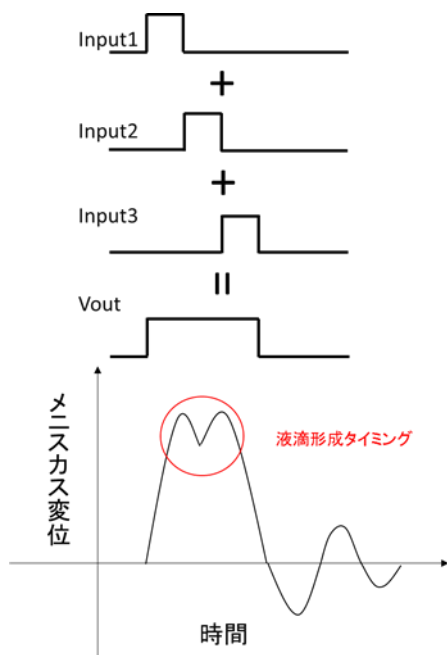 Input1
+
Input2
+
Input3
=
Vout
メニスカス変位
液滴形成タイミング
時間